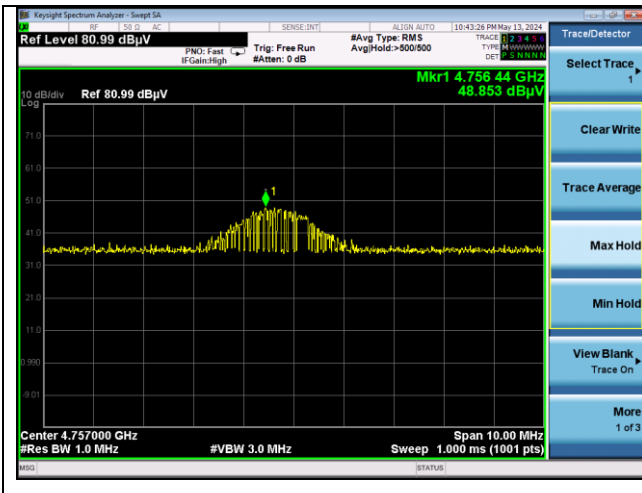 Keysight Spectrum Analyzer - Swept SA
RF 50 Ω AC SENSE:INT ALIGN AUTO 10:43:26 PM May 13, 2024
Ref Level 80.99 dBµV
PNO: Fast
IFGain:High
Trig: Free Run
#Atten: 0 dB
#Avg Type: RMS
Avg|Hold:>500/500
TRACE 1 2 3 4 5 6
TYPE M WWWWW
DET P S N N N N
Mkr1 4.756 44 GHz
48.853 dBµV
10 dB/div Ref 80.99 dBµV
Log
71.0
61.0
51.0
1
41.0
31.0
21.0
11.0
0.990
-9.01
Center 4.757000 GHz Span 10.00 MHz
#Res BW 1.0 MHz #VBW 3.0 MHz Sweep 1.000 ms (1001 pts)
MSG STATUS
Trace/Detector
Select Trace
1
Clear Write
Trace Average
Max Hold
Min Hold
View Blank
Trace On
More
1 of 3